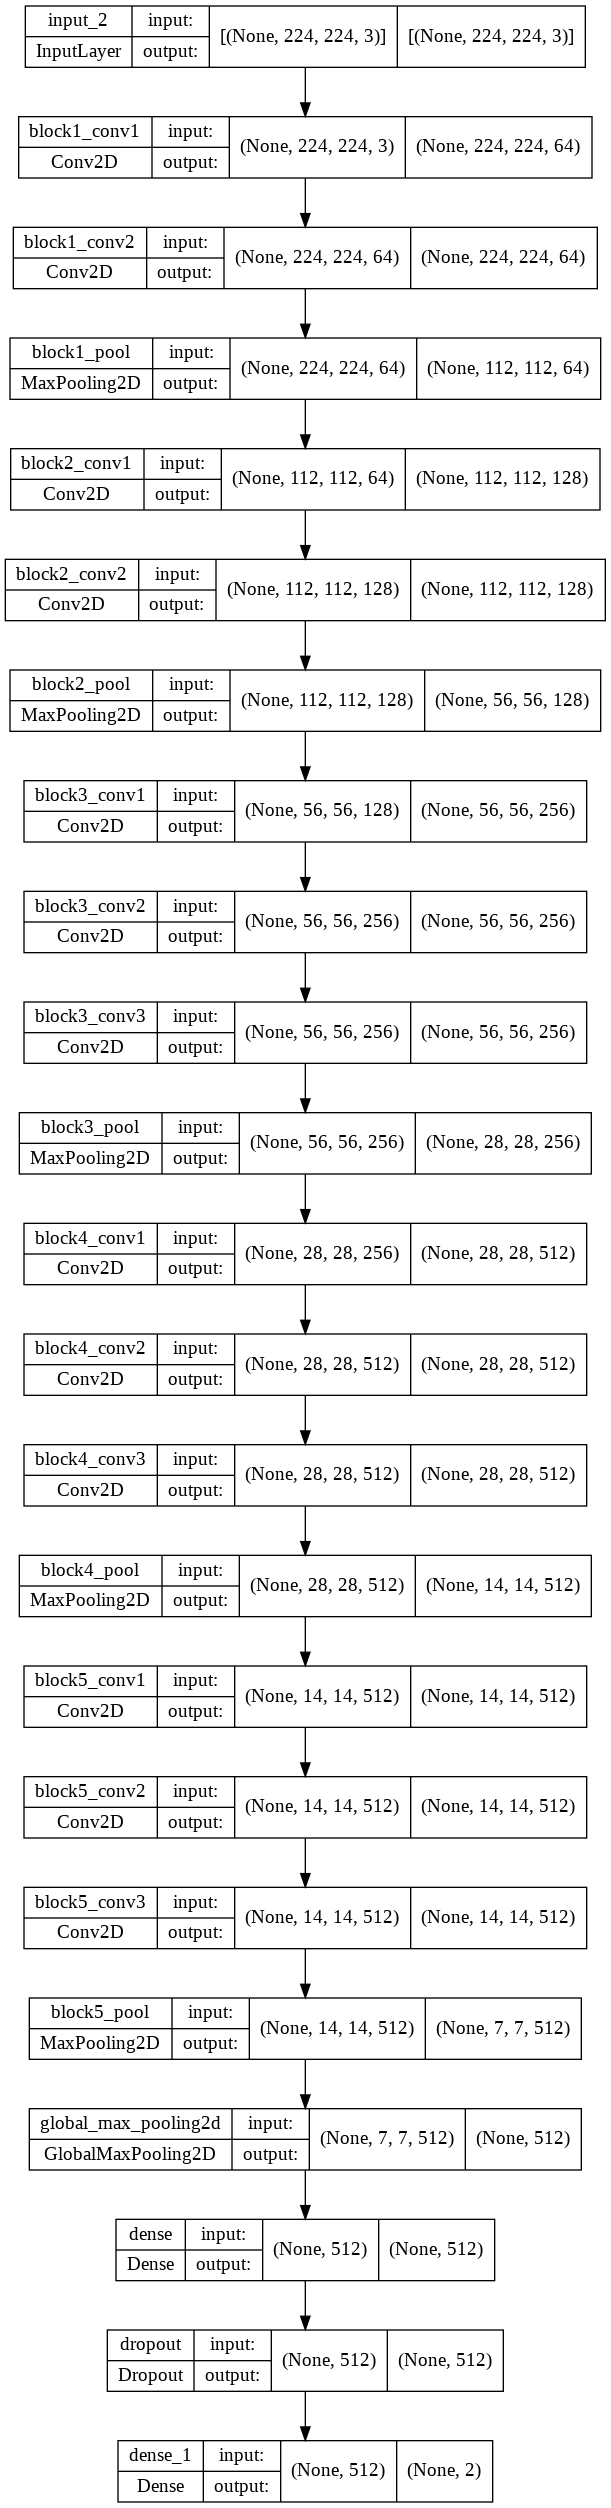 input_2 input: [(None, 224, 224, 3)] [(None, 224, 224, 3)]
InputLayer output:
block1_conv1 input: (None, 224, 224, 3) (None, 224, 224, 64)
Conv2D output:
block1_conv2 input: (None, 224, 224, 64) (None, 224, 224, 64)
Conv2D output:
block1_pool input: (None, 224, 224, 64) (None, 112, 112, 64)
MaxPooling2D output:
block2_conv1 input: (None, 112, 112, 64) (None, 112, 112, 128)
Conv2D output:
block2_conv2 input: (None, 112, 112, 128) (None, 112, 112, 128)
Conv2D output:
block2_pool input: (None, 112, 112, 128) (None, 56, 56, 128)
MaxPooling2D output:
block3_conv1 input: (None, 56, 56, 128) (None, 56, 56, 256)
Conv2D output:
block3_conv2 input: (None, 56, 56, 256) (None, 56, 56, 256)
Conv2D output:
block3_conv3 input: (None, 56, 56, 256) (None, 56, 56, 256)
Conv2D output:
block3_pool input: (None, 56, 56, 256) (None, 28, 28, 256)
MaxPooling2D output:
block4_conv1 input: (None, 28, 28, 256) (None, 28, 28, 512)
Conv2D output:
block4_conv2 input: (None, 28, 28, 512) (None, 28, 28, 512)
Conv2D output:
block4_conv3 input: (None, 28, 28, 512) (None, 28, 28, 512)
Conv2D output:
block4_pool input: (None, 28, 28, 512) (None, 14, 14, 512)
MaxPooling2D output:
block5_conv1 input: (None, 14, 14, 512) (None, 14, 14, 512)
Conv2D output:
block5_conv2 input: (None, 14, 14, 512) (None, 14, 14, 512)
Conv2D output:
block5_conv3 input: (None, 14, 14, 512) (None, 14, 14, 512)
Conv2D output:
block5_pool input: (None, 14, 14, 512) (None, 7, 7, 512)
MaxPooling2D output:
global_max_pooling2d input: (None, 7, 7, 512) (None, 512)
GlobalMaxPooling2D output:
dense input: (None, 512) (None, 512)
Dense output:
dropout input: (None, 512) (None, 512)
Dropout output:
dense_1 input: (None, 512) (None, 2)
Dense output: